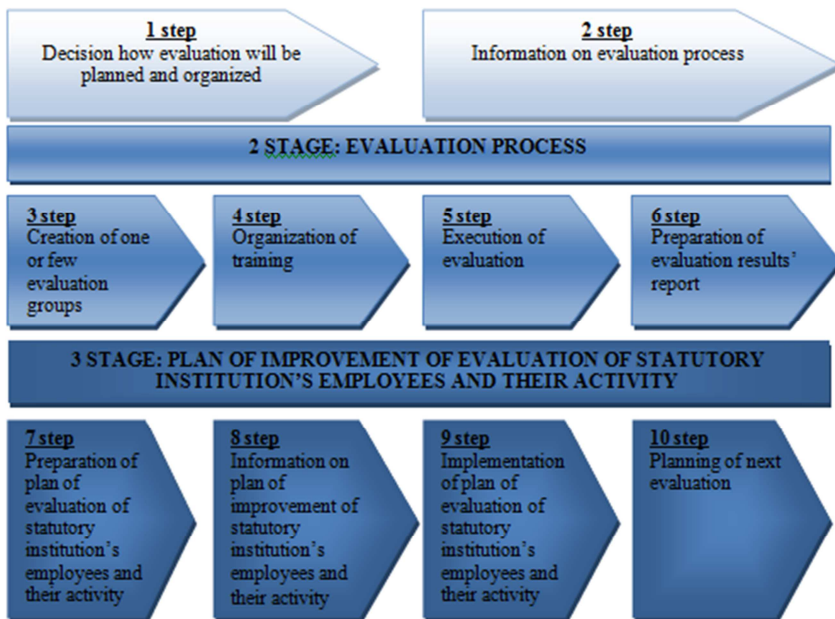 1 step
Decision how evaluation will be
planned and organized
2 step
Information on evaluation process
2 STAGE: EVALUATION PROCESS
3 step
Creation of one
or few
evaluation
groups
4 step
Organization of
training
5 step
Execution of
evaluation
6 step
Preparation of
evaluation results’
report
3 STAGE: PLAN OF IMPROVEMENT OF EVALUATION OF STATUTORY
INSTITUTION’S EMPLOYEES AND THEIR ACTIVITY
7 step
Preparation of
plan of
evaluation of
statutory
institution’s
employees and
their activity
8 step
Information on
plan of
improvement of
statutory
institution’s
employees and
their activity
9 step
Implementation
of plan of
evaluation of
statutory
institution’s
employees and
their activity
10 step
Planning of next
evaluation